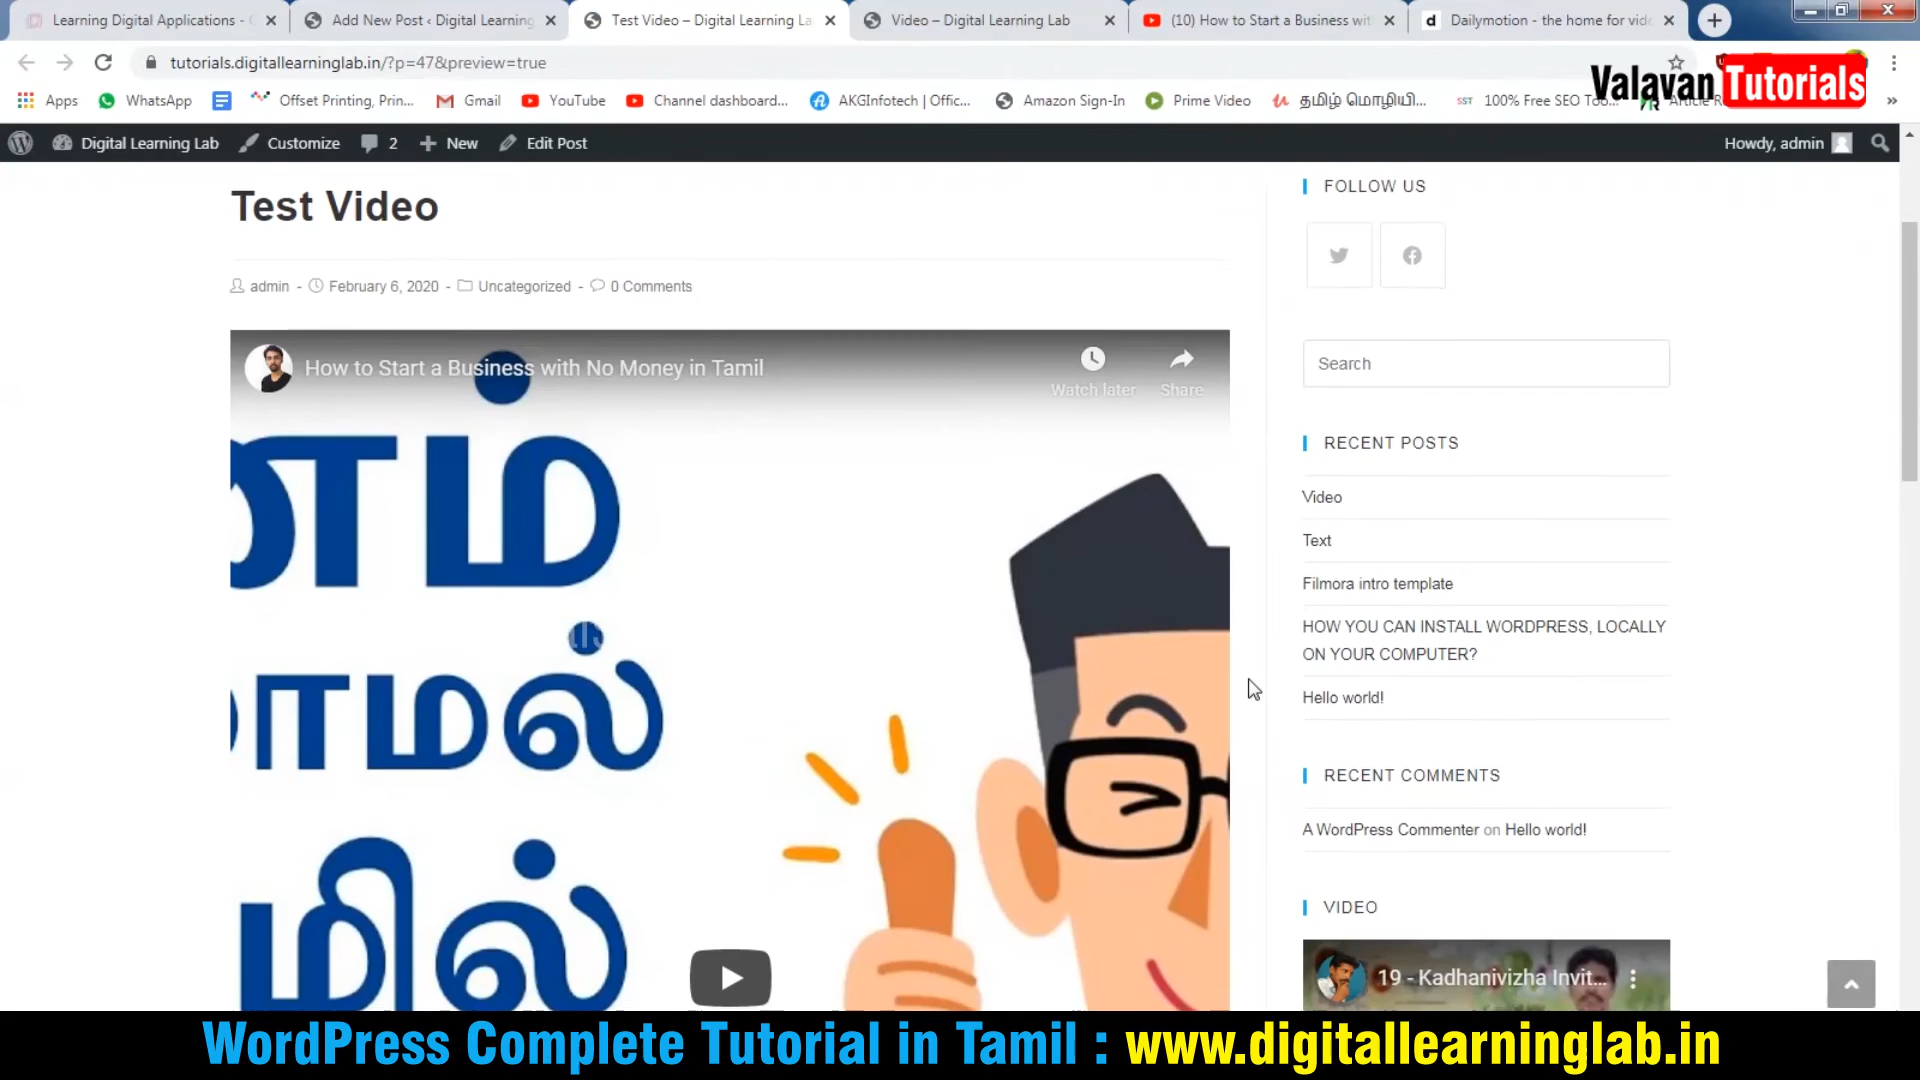 Learning Digital Applications -
Add New Post ‹ Digital Learning
Test Video – Digital Learning La
Video – Digital Learning Lab
(10) How to Start a Business wit
Dailymotion - the home for vid
tutorials.digitallearninglab.in/?p=47&preview=true
Valavan Tutorials
Apps
WhatsApp
Offset Printing, Prin...
Gmail
YouTube
Channel dashboard...
AKGInfotech | Offic...
Amazon Sign-In
Prime Video
தமிழ் மொழியி...
SST 100% Free SEO Too...
Digital Learning Lab
Customize
2
New
Edit Post
Howdy, admin
Test Video
admin - February 6, 2020 - Uncategorized - 0 Comments
How to Start a Business with No Money in Tamil
Watch later
Share
னம்
ாமல்
மில்
FOLLOW US
Search
RECENT POSTS
Video
Text
Filmora intro template
HOW YOU CAN INSTALL WORDPRESS, LOCALLY
ON YOUR COMPUTER?
Hello world!
RECENT COMMENTS
A WordPress Commenter on Hello world!
VIDEO
19 - Kadhanivizha Invit...
WordPress Complete Tutorial in Tamil : www.digitallearninglab.in